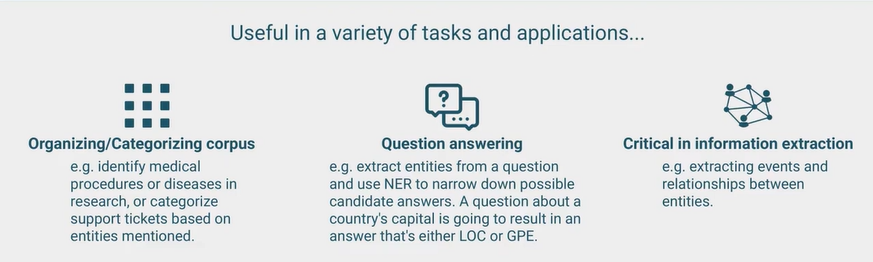 Useful in a variety of tasks and applications...
Organizing/Categorizing corpus
e.g. identify medical
procedures or diseases in
research, or categorize
support tickets based on
entities mentioned.
Question answering
e.g. extract entities from a question
and use NER to narrow down possible
candidate answers. A question about a
country's capital is going to result in an
answer that's either LOC or GPE.
Critical in information extraction
e.g. extracting events and
relationships between
entities.